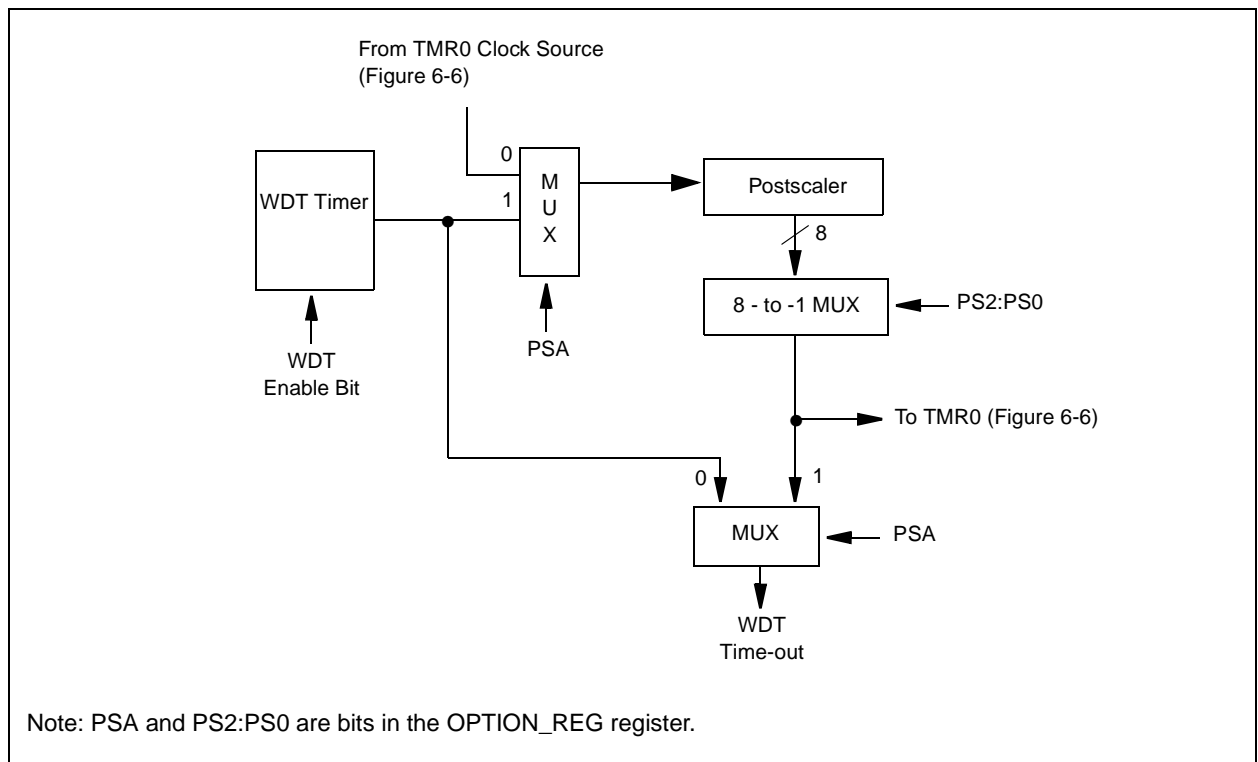 From TMR0 Clock Source
(Figure 6-6)
0
M
U
X
1
WDT Timer
Postscaler
8
8 - to -1 MUX
PS2:PS0
PSA
WDT
Enable Bit
To TMR0 (Figure 6-6)
0
1
MUX
PSA
WDT
Time-out
Note: PSA and PS2:PS0 are bits in the OPTION_REG register.